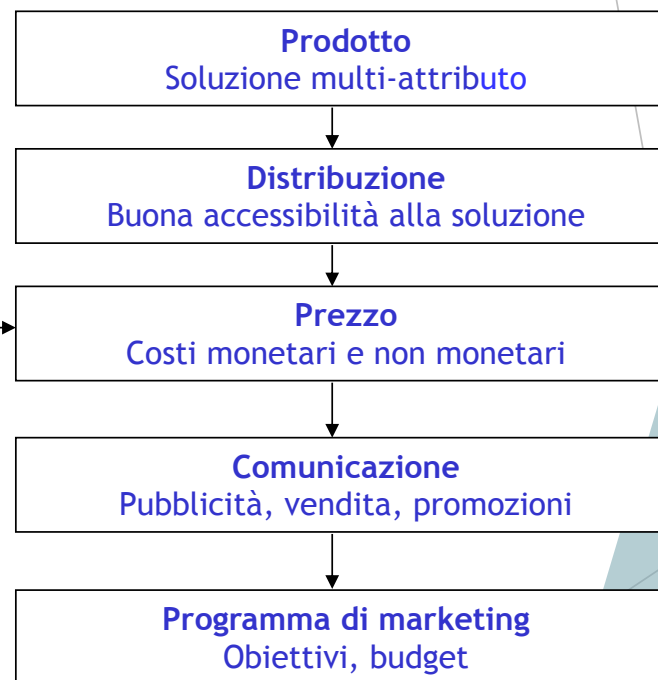 Prodotto
Soluzione multi-attributo
Distribuzione
Buona accessibilità alla soluzione
Prezzo
Costi monetari e non monetari
Comunicazione
Pubblicità, vendita, promozioni
Programma di marketing
Obiettivi, budget